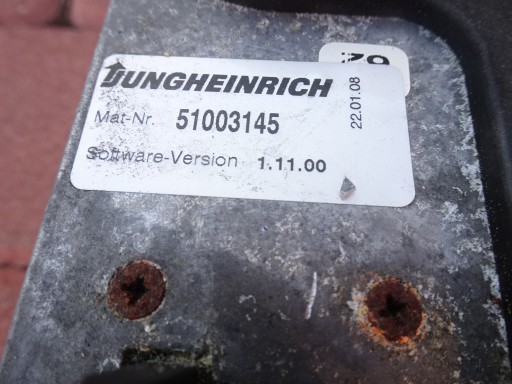 JUNGHEINRICH
Mat-Nr. 51003145
Software-Version 1.11.00
22.01.08